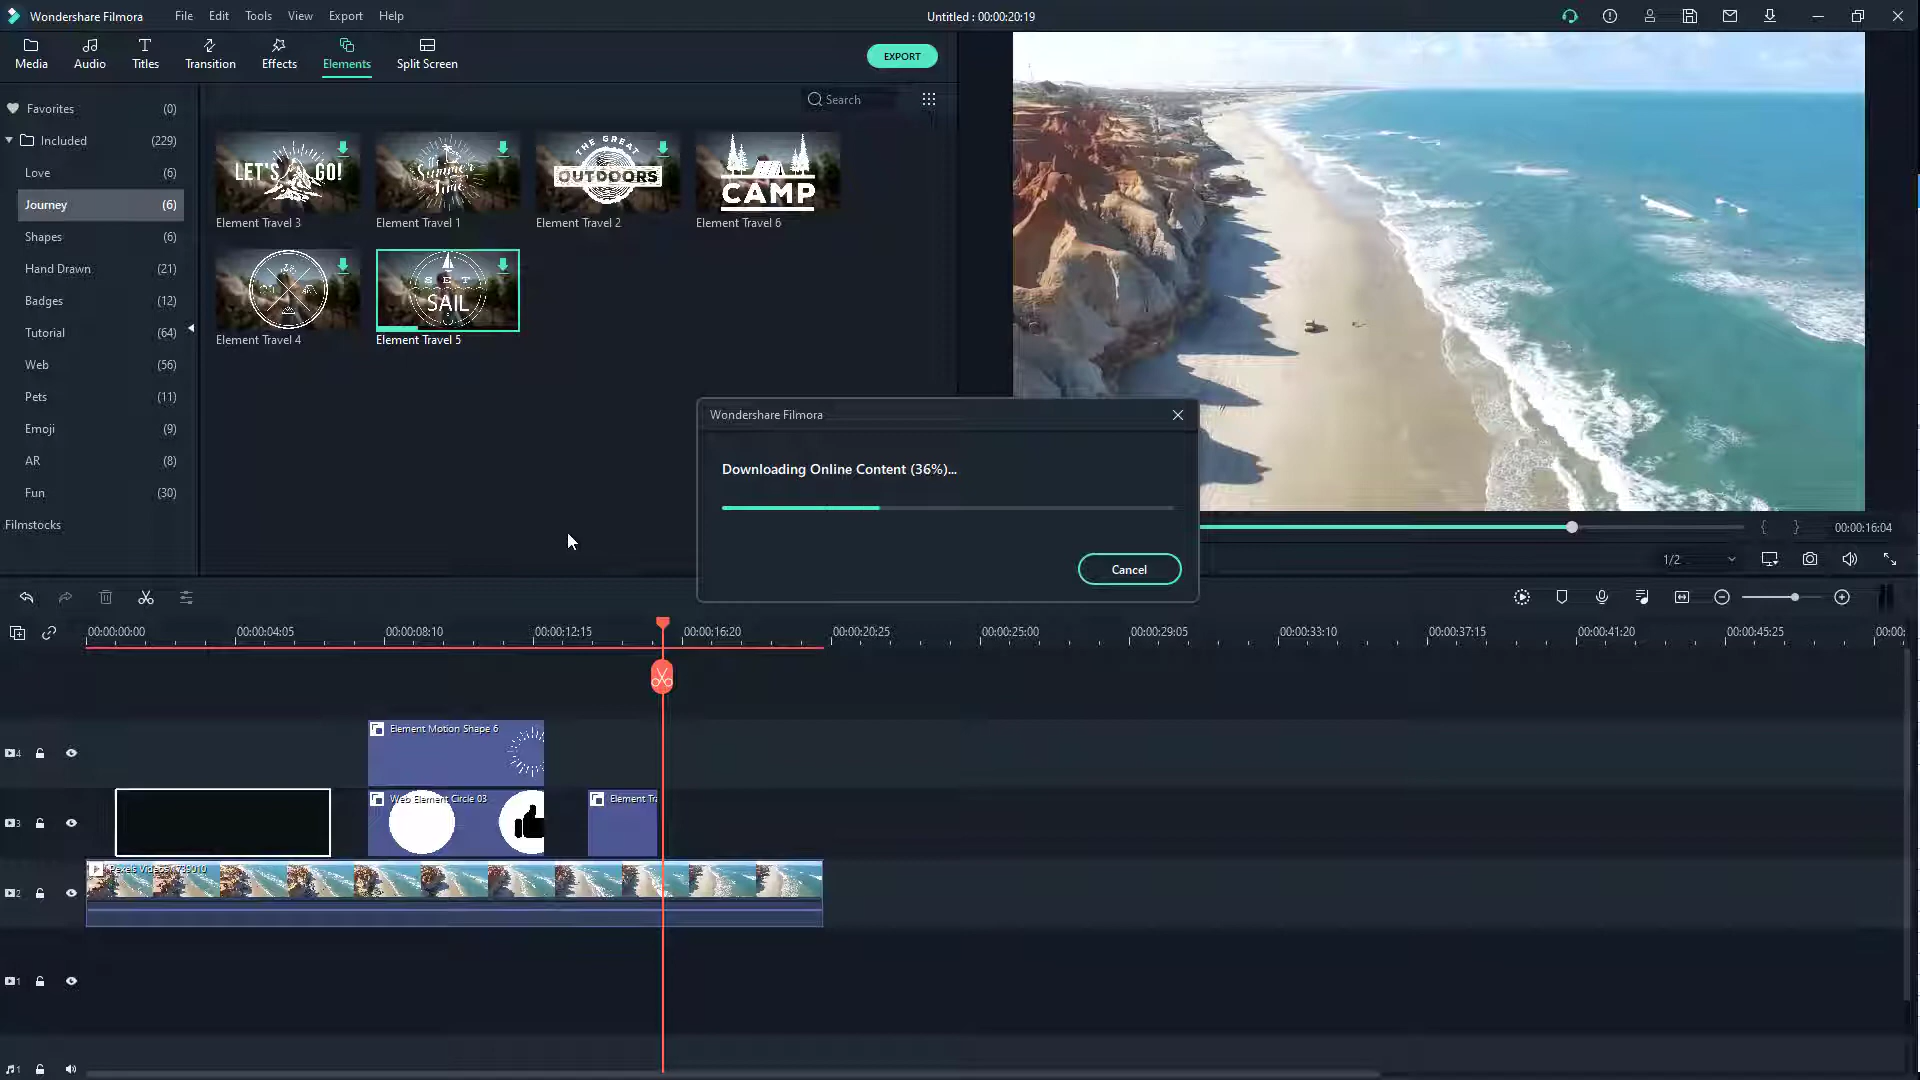 Wondershare Filmora
File
Edit
Tools
View
Export
Help
Untitled : 00:00:20:19
Media
Audio
Titles
Transition
Effects
Elements
Split Screen
EXPORT
Favorites (0)
Included (229)
Love (6)
Journey (6)
Shapes (6)
Hand Drawn (21)
Badges (12)
Tutorial (64)
Web (56)
Pets (11)
Emoji (9)
AR (8)
Fun (30)
Filmstocks
Search
LET'S GO!
Summer Time
THE GREAT
OUTDOORS
CAMP
Element Travel 3
Element Travel 1
Element Travel 2
Element Travel 6
SET
SAIL
Element Travel 4
Element Travel 5
Wondershare Filmora
Downloading Online Content (36%)...
Cancel
{ }
00:00:16:04
1/2
00:00:00:00
00:00:04:05
00:00:08:10
00:00:12:15
00:00:16:20
00:00:20:25
00:00:25:00
00:00:29:05
00:00:33:10
00:00:37:15
00:00:41:20
00:00:45:25
00:00:
4
Element Motion Shape 6
3
Web Element Circle 03
Element Tra
2
Pexels Videos 1739010
1
1